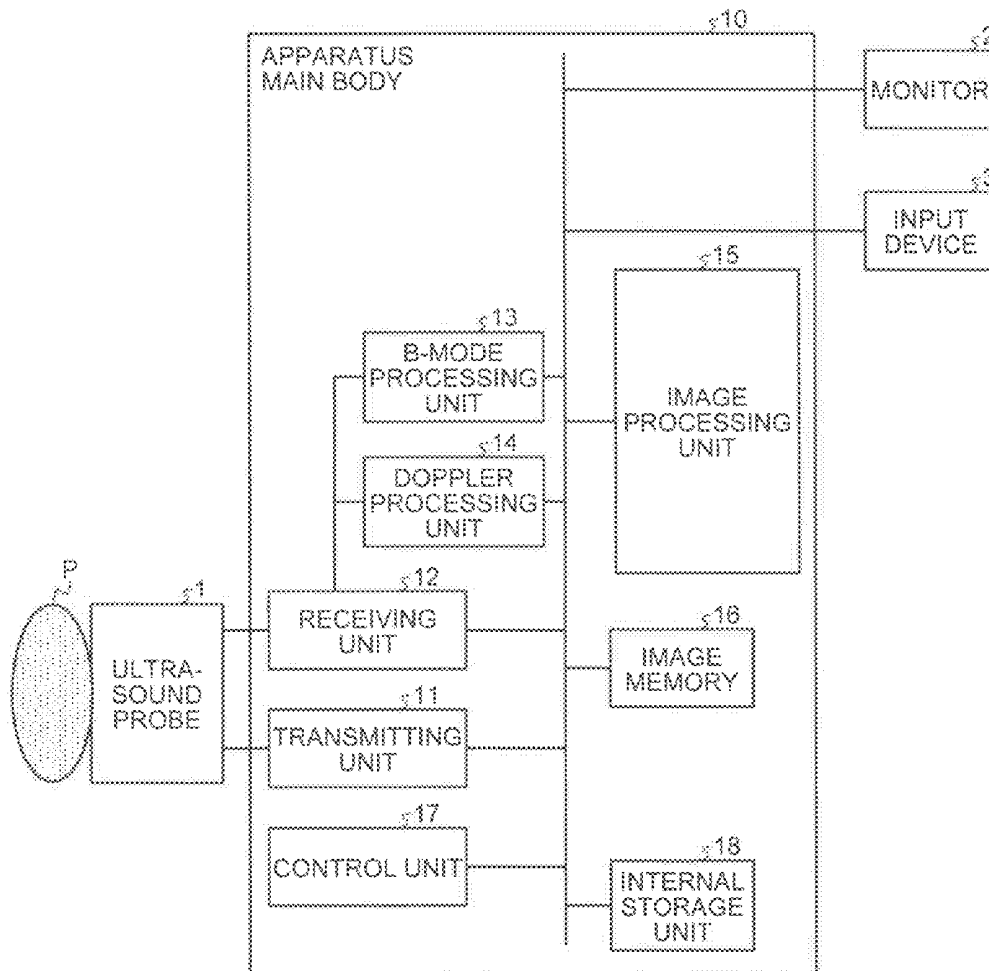 10
APPARATUS
MAIN BODY
2
MONITOR
3
INPUT
DEVICE
15
IMAGE
PROCESSING
UNIT
13
B-MODE
PROCESSING
UNIT
14
DOPPLER
PROCESSING
UNIT
P
1
ULTRA-
SOUND
PROBE
12
RECEIVING
UNIT
16
IMAGE
MEMORY
11
TRANSMITTING
UNIT
17
CONTROL UNIT
18
INTERNAL
STORAGE
UNIT